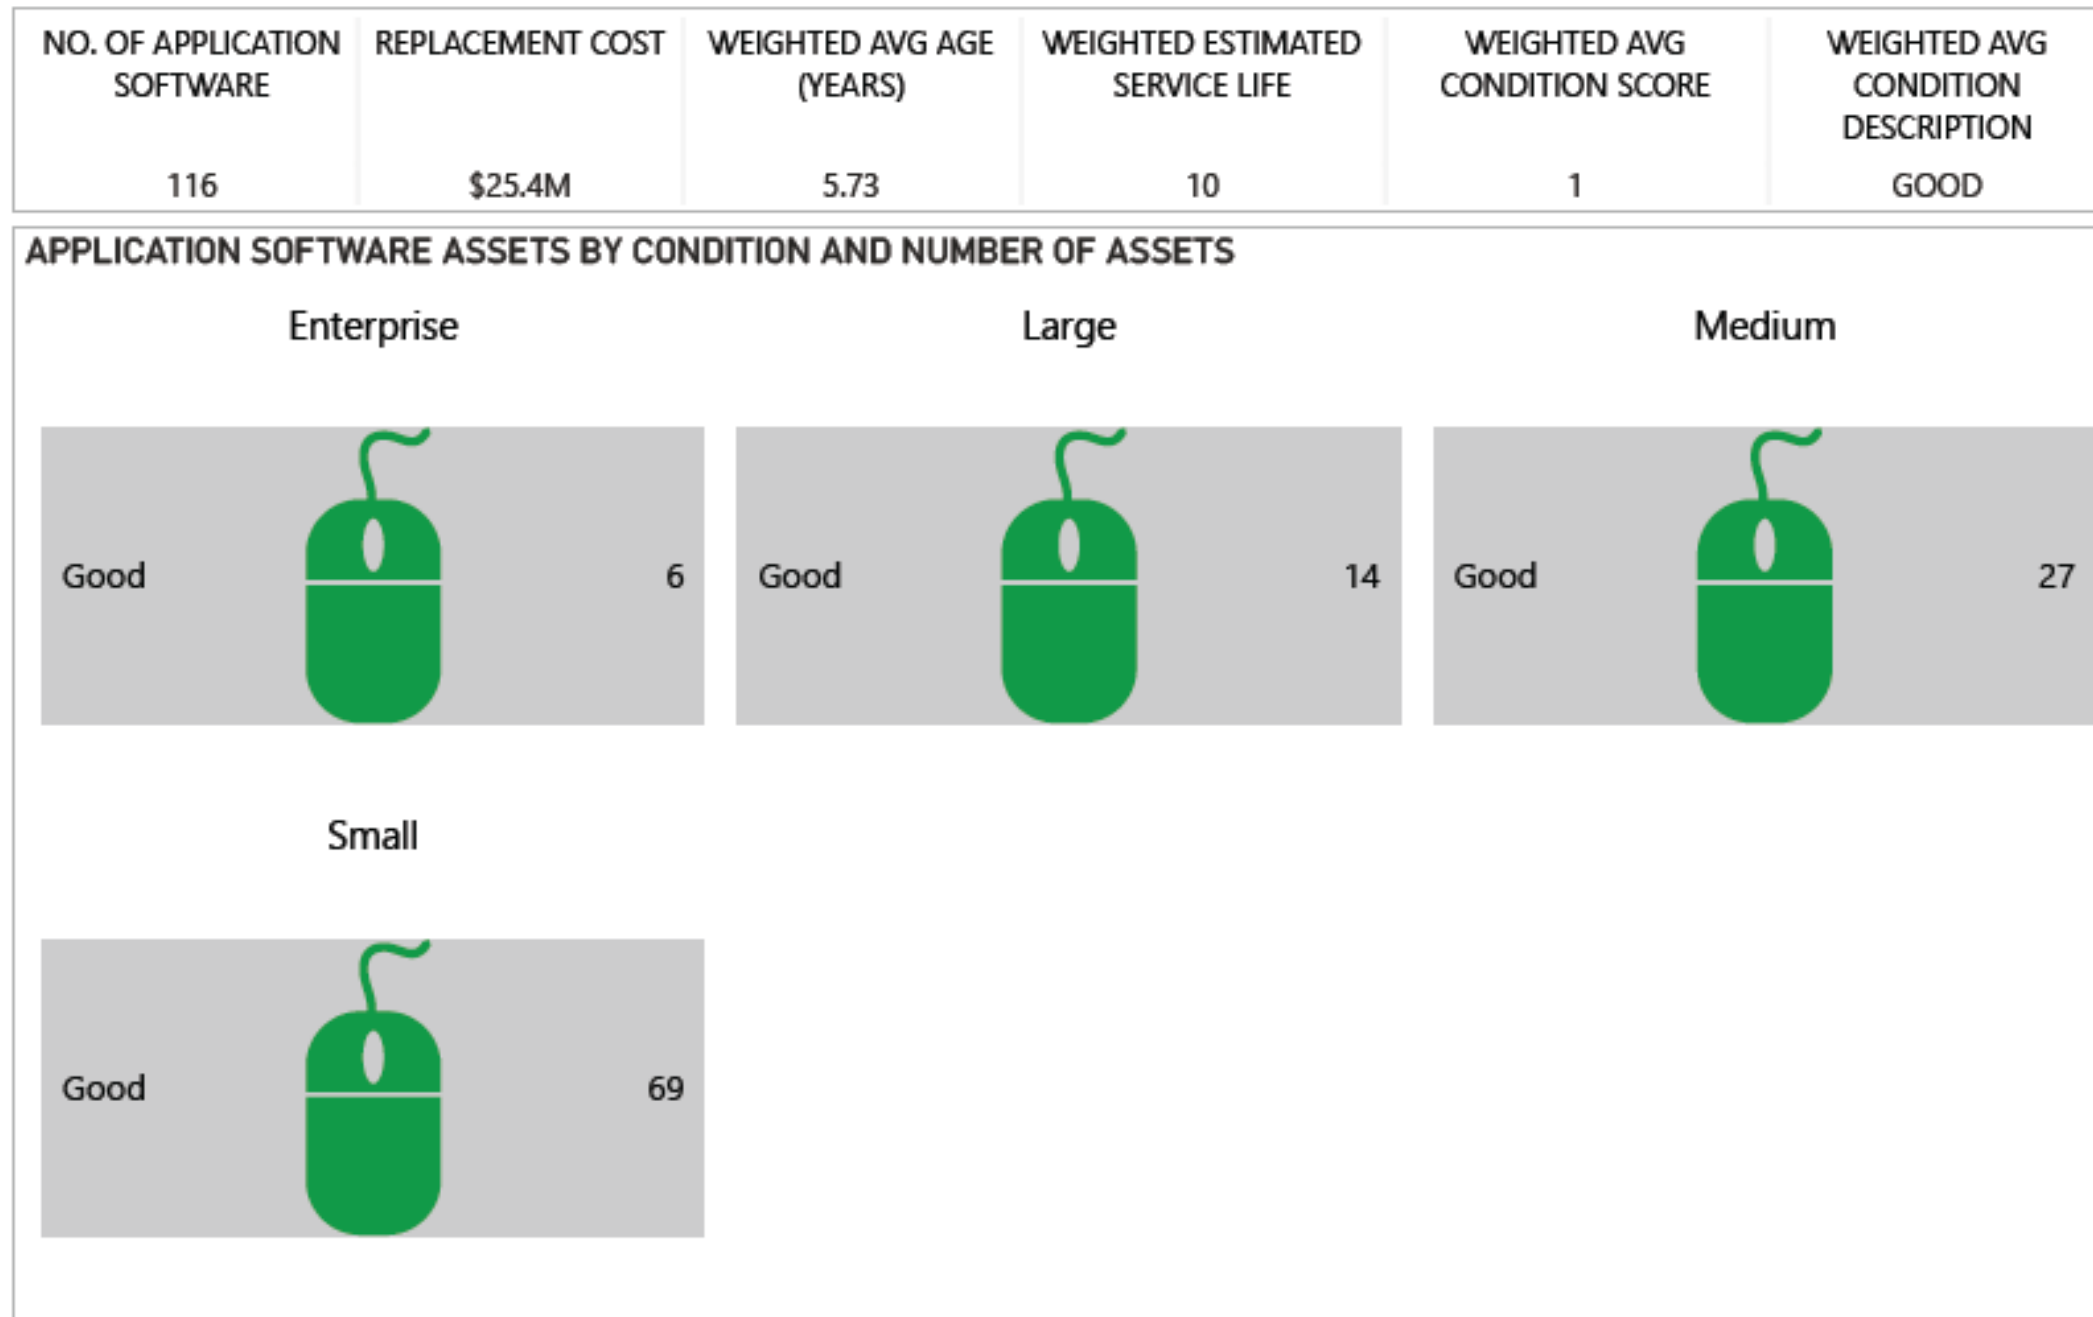 NO. OF APPLICATION
SOFTWARE
116
REPLACEMENT COST
$25.4M
WEIGHTED AVG AGE
(YEARS)
5.73
WEIGHTED ESTIMATED
SERVICE LIFE
10
WEIGHTED AVG
CONDITION SCORE
1
WEIGHTED AVG
CONDITION
DESCRIPTION
GOOD
APPLICATION SOFTWARE ASSETS BY CONDITION AND NUMBER OF ASSETS
Enterprise
Good 6
Large
Good 14
Medium
Good 27
Small
Good 69